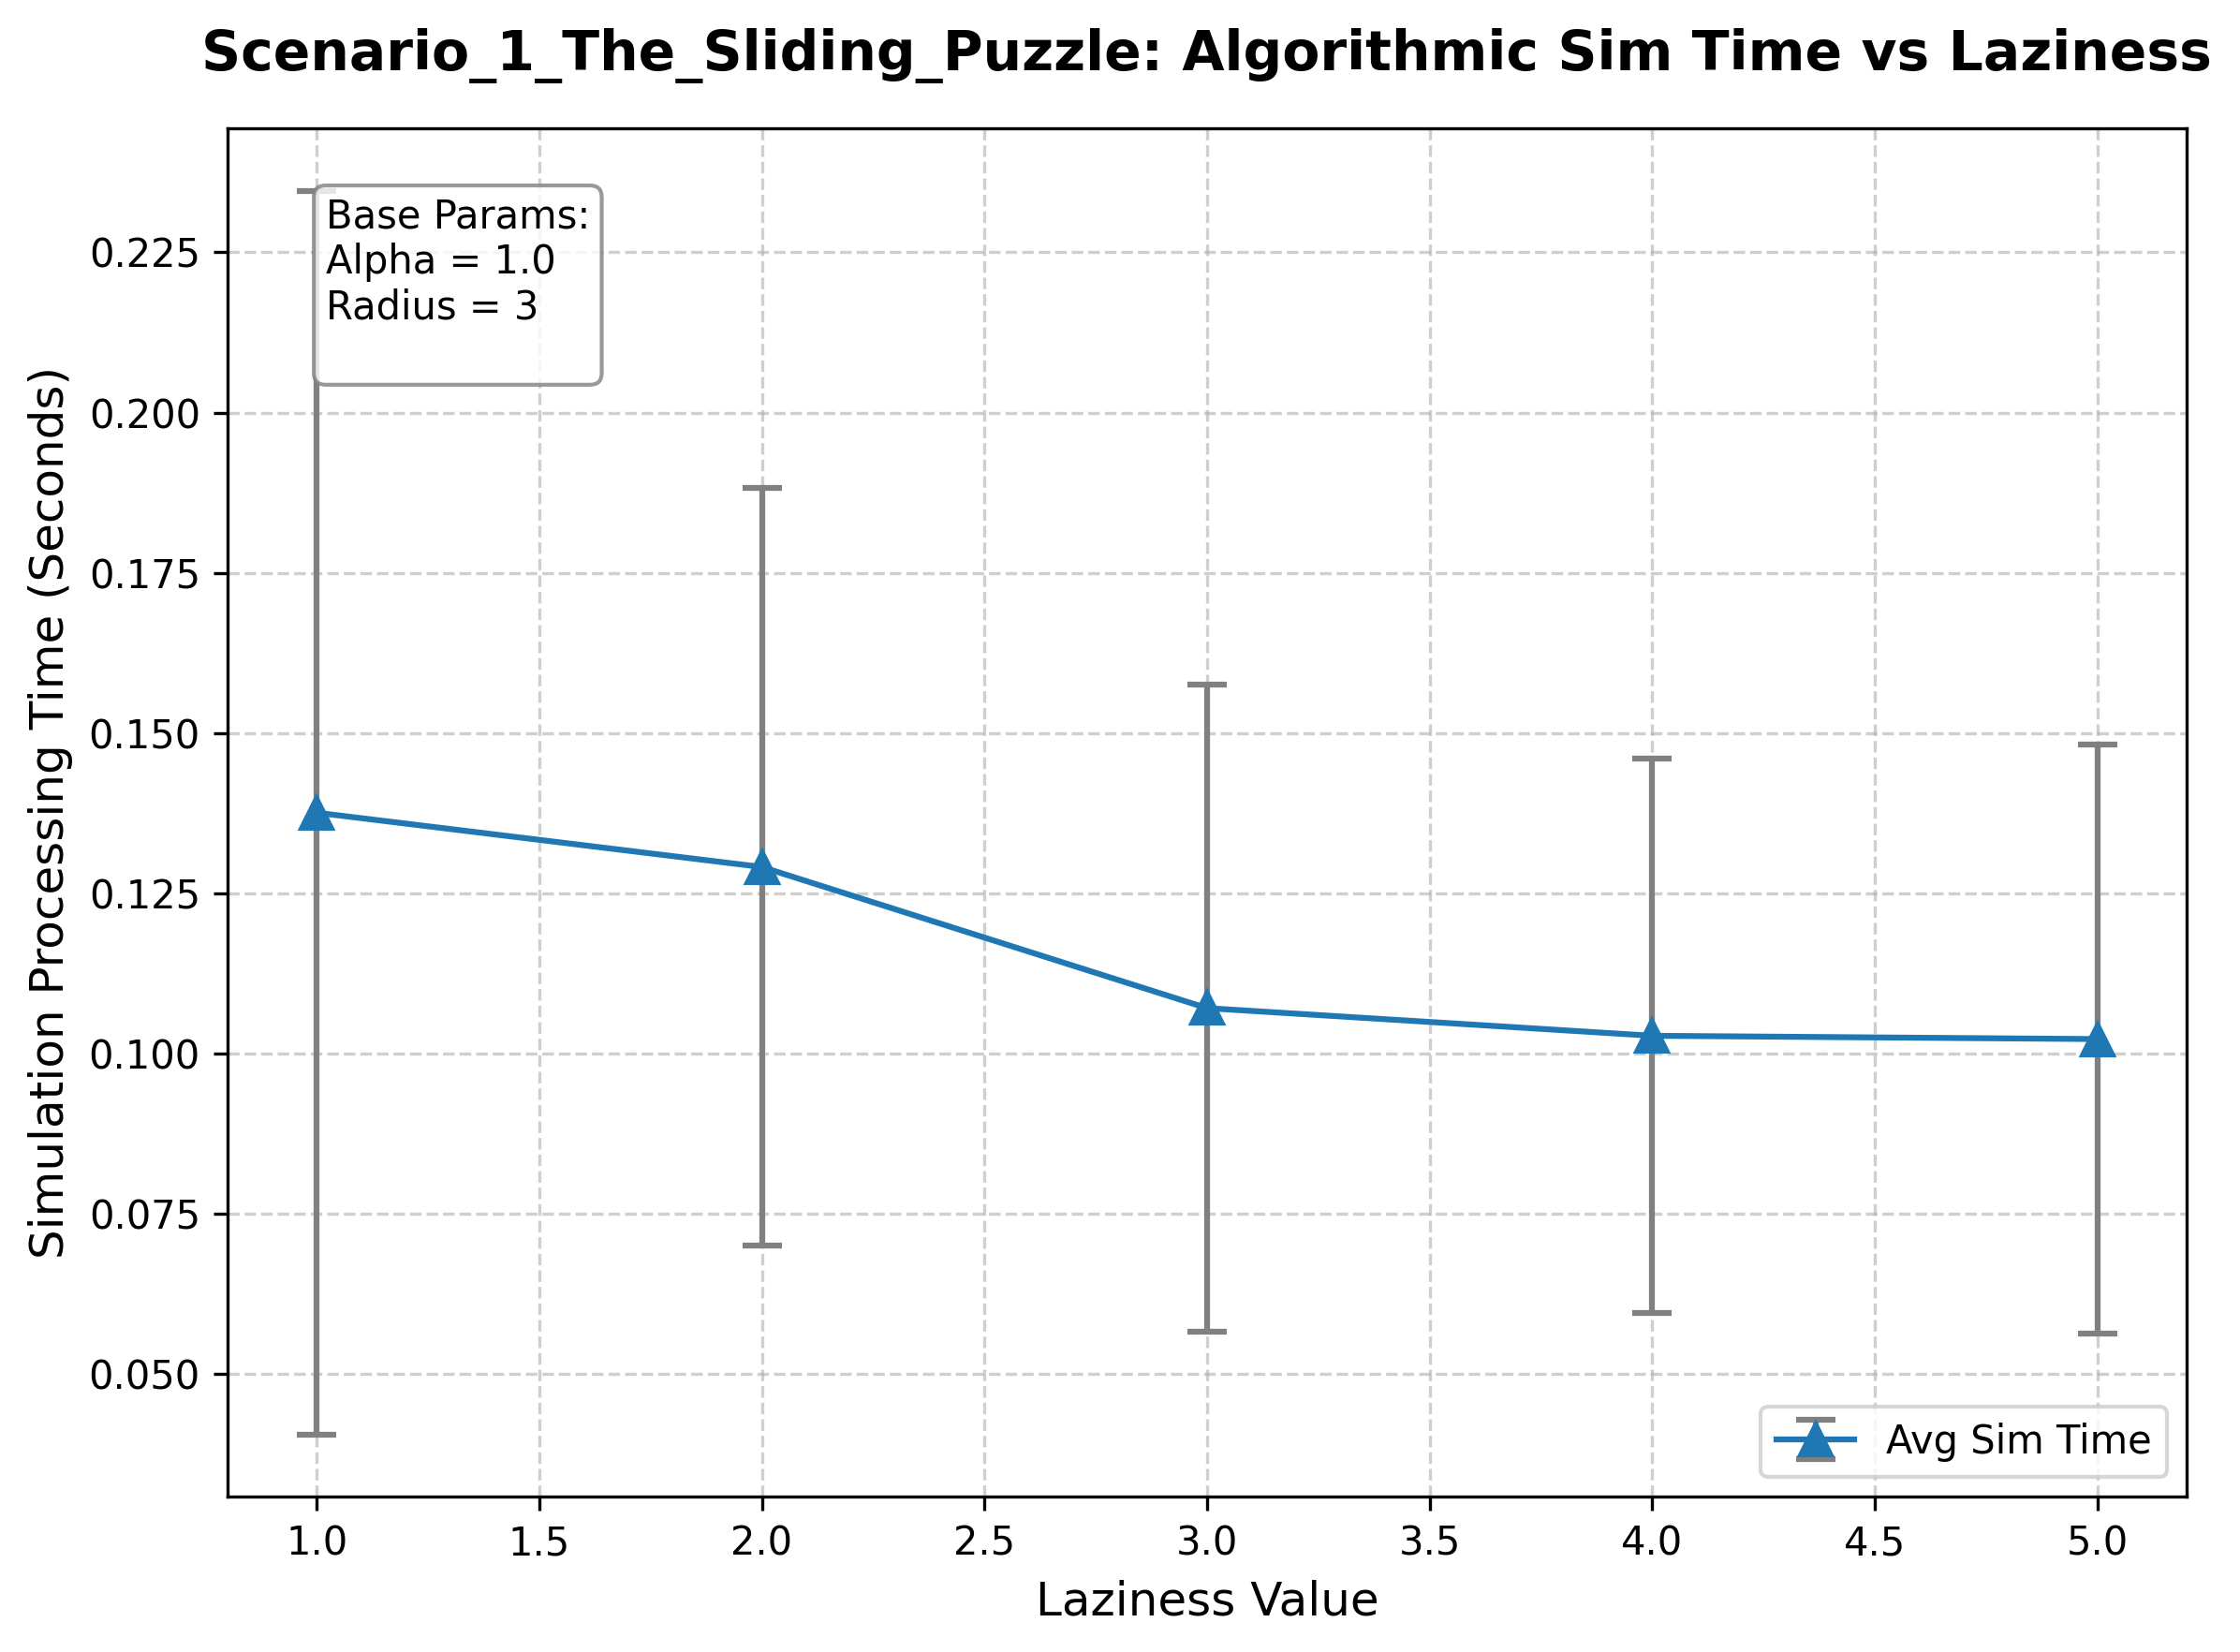 Scenario_1_The_Sliding_Puzzle: Algorithmic Sim Time vs Laziness
Base Params:
Alpha = 1.0
Radius = 3
Simulation Processing Time (Seconds)
0.225
0.200
0.175
0.150
0.125
0.100
0.075
0.050
Avg Sim Time
1.0 1.5 2.0 2.5 3.0 3.5 4.0 4.5 5.0
Laziness Value